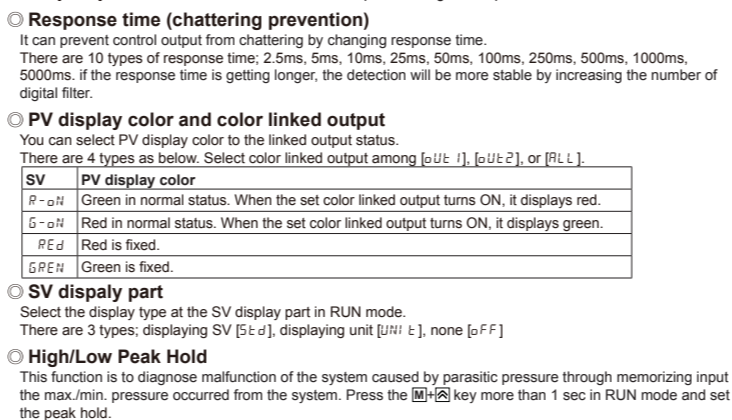 ◎ Response time (chattering prevention)
It can prevent control output from chattering by changing response time.
There are 10 types of response time; 2.5ms, 5ms, 10ms, 25ms, 50ms, 100ms, 250ms, 500ms, 1000ms,
5000ms. if the response time is getting longer, the detection will be more stable by increasing the number of
digital filter.
◎ PV display color and color linked output
You can select PV display color to the linked output status.
There are 4 types as below. Select color linked output among [oUt 1], [oUt2], or [ALL].
SV PV display color
R-oN Green in normal status. When the set color linked output turns ON, it displays red.
G-oN Red in normal status. When the set color linked output turns ON, it displays green.
REd Red is fixed.
GREN Green is fixed.
◎ SV dispaly part
Select the display type at the SV display part in RUN mode.
There are 3 types; displaying SV [Std], displaying unit [UNIt], none [oFF]
◎ High/Low Peak Hold
This function is to diagnose malfunction of the system caused by parasitic pressure through memorizing input
the max./min. pressure occurred from the system. Press the M+ key more than 1 sec in RUN mode and set
the peak hold.